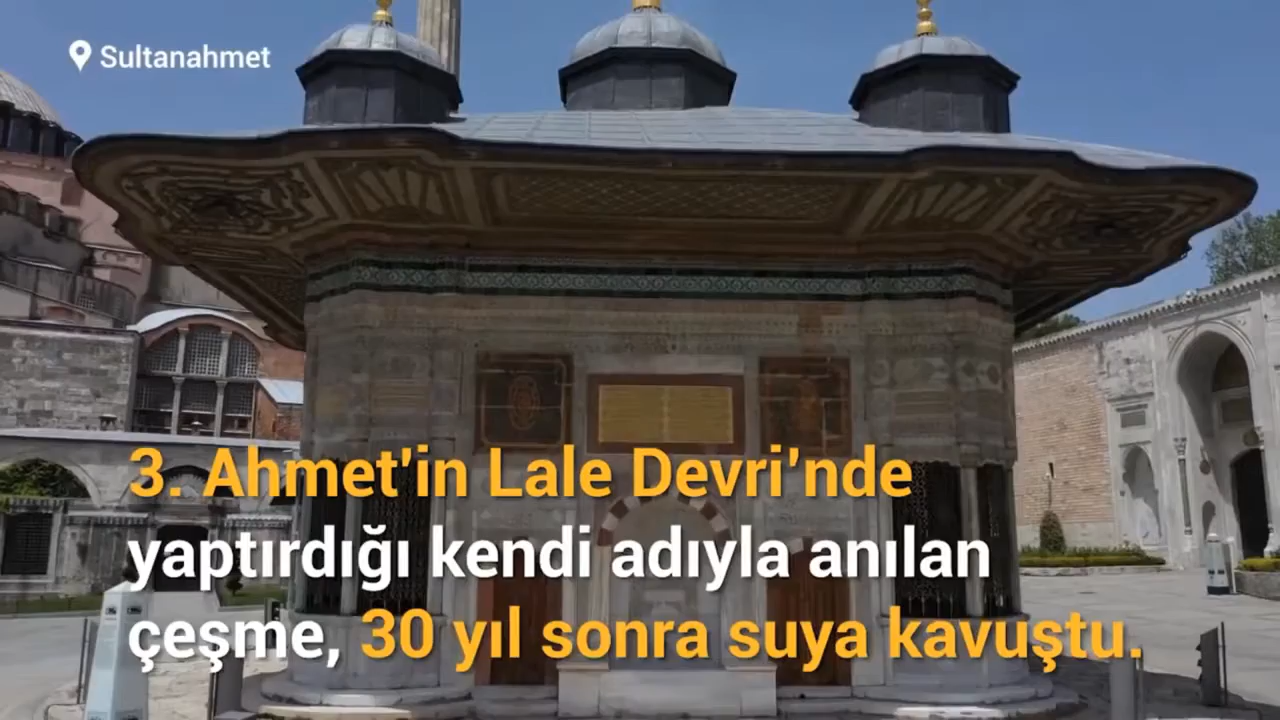 Sultanahmet
3. Ahmet'in Lale Devri'nde
yaptırdığı kendi adıyla anılan
çeşme, 30 yıl sonra suya kavuştu.